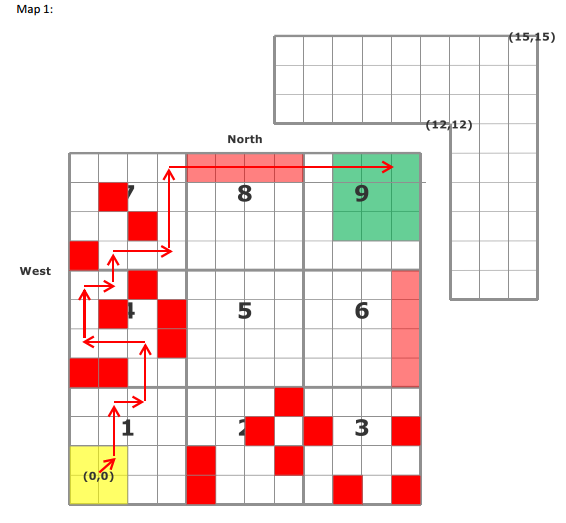 Map 1:
(15,15)
(12,12)
North
7 8 9
West
4 5 6
1 2 3
(0,0)